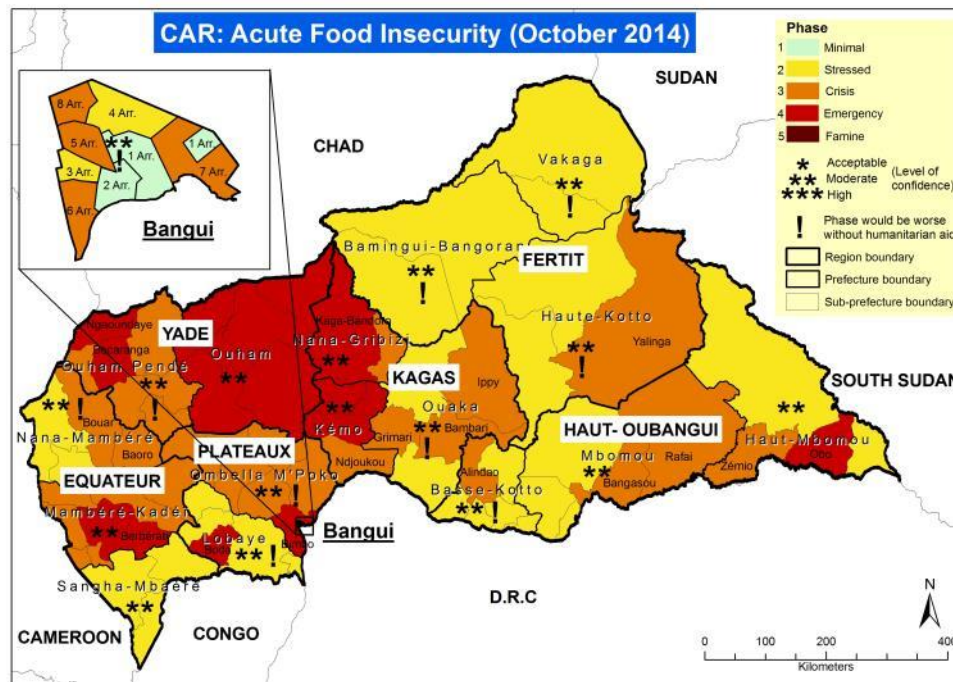 CAR: Acute Food Insecurity (October 2014)
Phase
1 Minimal
2 Stressed
3 Crisis
4 Emergency
5 Famine
* Acceptable
** Moderate
*** High
(Level of confidence)
! Phase would be worse without humanitarian aid
Region boundary
Prefecture boundary
Sub-prefecture boundary
8 Arr.
4 Arr.
5 Arr.
** !
1 Arr.
1 Arr.
3 Arr.
2 Arr.
7 Arr.
6 Arr.
Bangui
SUDAN
CHAD
Vakaga
** !
Bamingui-Bangoran
** !
FERTIT
Ngaoundaye
YADE
Kaga-Bandoro
Nana-Gribizi
**
Haute-Kotto
** !
Yalinga
Bocaranga
Ouham
**
Ouham Pendé
** !
KAGAS
Ippy
SOUTH SUDAN
** !
Bouar
**
Kémo
Ouaka
** !
Bambari
Grimari
**
Nana-Mambéré
Baoro
PLATEAUX
HAUT- OUBANGUI
Haut-Mbomou
Obo
Ombella M'Poko
** !
Ndjoukou
Alindao
Mbomou
**
Rafai
Zémio
Bangasou
EQUATEUR
Basse-Kotto
** !
Mambéré-Kadéï
**
Berbérati
Lobaye
Boda
** !
Bimbo
Bangui
Sangha-Mbaéré
**
D.R.C
CAMEROON
CONGO
N
0 100 200 400
Kilometers